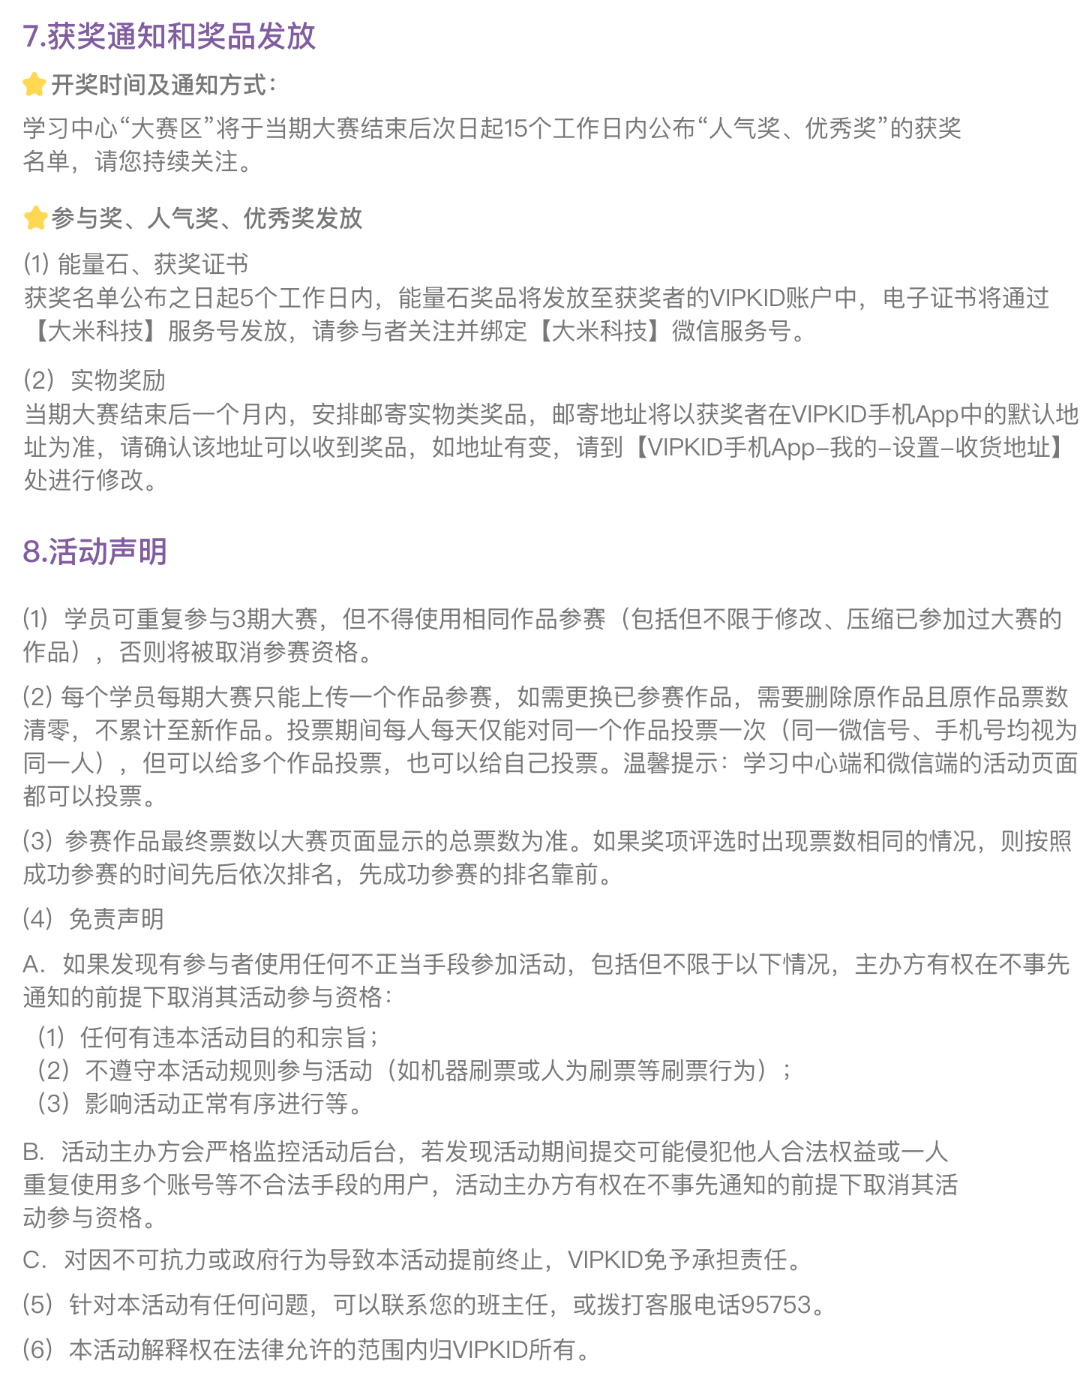 7.获奖通知和奖品发放
开奖时间及通知方式：
学习中心“大赛区”将于当期大赛结束后次日起15个工作日内公布“人气奖、优秀奖”的获奖
名单，请您持续关注。
参与奖、人气奖、优秀奖发放
(1) 能量石、获奖证书
获奖名单公布之日起5个工作日内，能量石奖品将发放至获奖者的VIPKID账户中，电子证书将通过
【大米科技】服务号发放，请参与者关注并绑定【大米科技】微信服务号。
(2）实物奖励
当期大赛结束后一个月内，安排邮寄实物类奖品，邮寄地址将以获奖者在VIPKID手机App中的默认地
址为准，请确认该地址可以收到奖品，如地址有变，请到【VIPKID手机App–我的–设置–收货地址】
处进行修改。
8.活动声明
(1）学员可重复参与3期大赛，但不得使用相同作品参赛（包括但不限于修改、压缩已参加过大赛的
作品），否则将被取消参赛资格。
(2) 每个学员每期大赛只能上传一个作品参赛，如需更换已参赛作品，需要删除原作品且原作品票数
清零，不累计至新作品。投票期间每人每天仅能对同一个作品投票一次（同一微信号、手机号均视为
同一人），但可以给多个作品投票，也可以给自己投票。温馨提示：学习中心端和微信端的活动页面
都可以投票。
(3）参赛作品最终票数以大赛页面显示的总票数为准。如果奖项评选时出现票数相同的情况，则按照
成功参赛的时间先后依次排名，先成功参赛的排名靠前。
(4）免责声明
A．如果发现有参与者使用任何不正当手段参加活动，包括但不限于以下情况，主办方有权在不事先
通知的前提下取消其活动参与资格：
（1）任何有违本活动目的和宗旨；
（2）不遵守本活动规则参与活动（如机器刷票或人为刷票等刷票行为）；
（3）影响活动正常有序进行等。
B．活动主办方会严格监控活动后台，若发现活动期间提交可能侵犯他人合法权益或一人
重复使用多个账号等不合法手段的用户，活动主办方有权在不事先通知的前提下取消其活
动参与资格。
C．对因不可抗力或政府行为导致本活动提前终止，VIPKID免予承担责任。
(5）针对本活动有任何问题，可以联系您的班主任，或拨打客服电话95753。
(6）本活动解释权在法律允许的范围内归VIPKID所有。